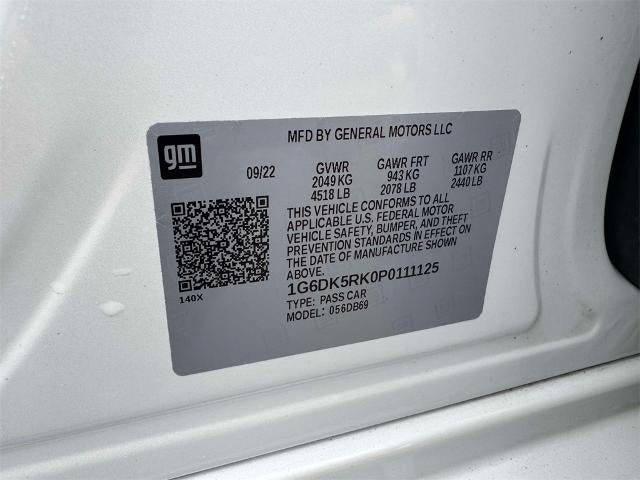 gm
MFD BY GENERAL MOTORS LLC
09/22 GVWR GAWR FRT GAWR RR
2049 KG 943 KG 1107 KG
4518 LB 2078 LB 2440 LB
THIS VEHICLE CONFORMS TO ALL
APPLICABLE U.S. FEDERAL MOTOR
VEHICLE SAFETY, BUMPER, AND THEFT
PREVENTION STANDARDS IN EFFECT ON
THE DATE OF MANUFACTURE SHOWN
ABOVE.
140X
1G6DK5RK0P0111125
TYPE: PASS CAR
MODEL: 056DB69